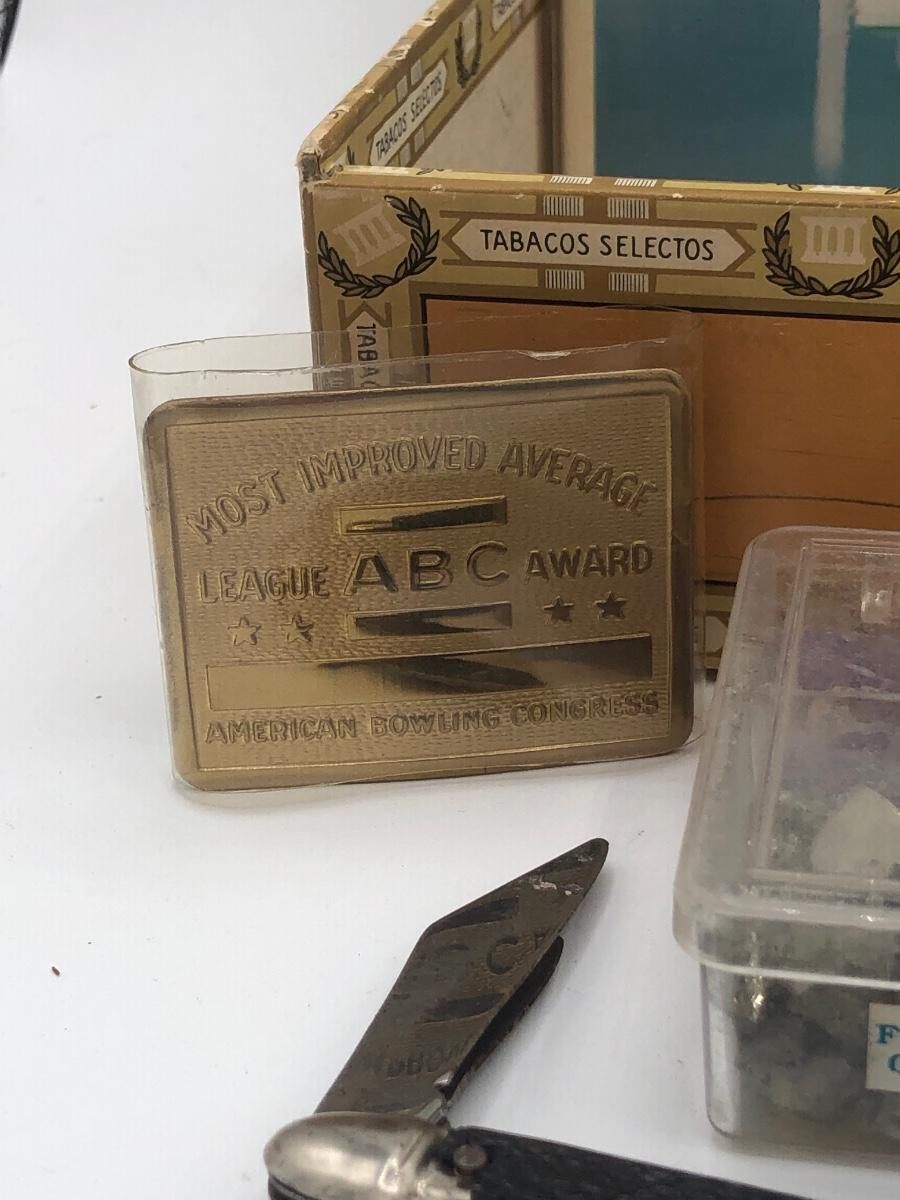 TABACOS SELECTOS
TABACOS SELECTOS
MOST IMPROVED AVERAGE
LEAGUE ABC AWARD
AMERICAN BOWLING CONGRESS